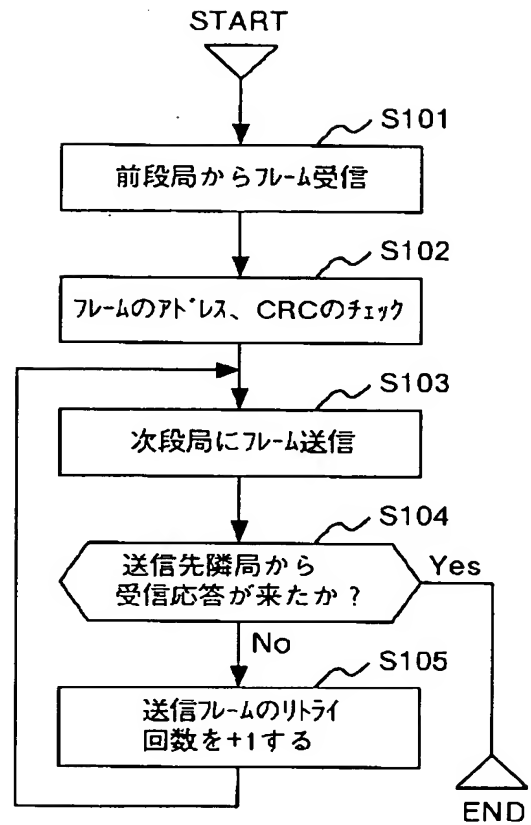 START
S101
前段局からﾌﾚｰﾑ受信
S102
ﾌﾚｰﾑのｱﾄﾞﾚｽ、CRCのﾁｪｯｸ
S103
次段局にﾌﾚｰﾑ送信
S104
送信先隣局から
受信応答が来たか？
Yes
No
S105
送信ﾌﾚｰﾑのﾘﾄﾗｲ
回数を+1する
END